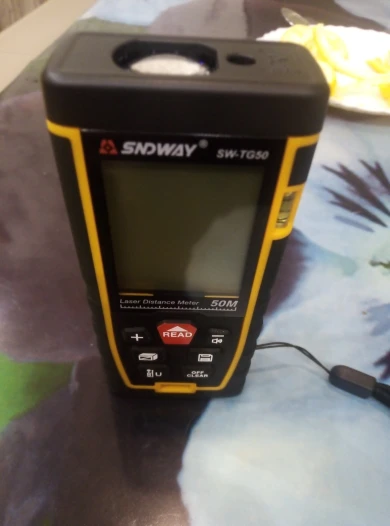 SNDWAY® SW-TG50
Laser Distance Meter 50M
+ READ −
OFF
CLEAR